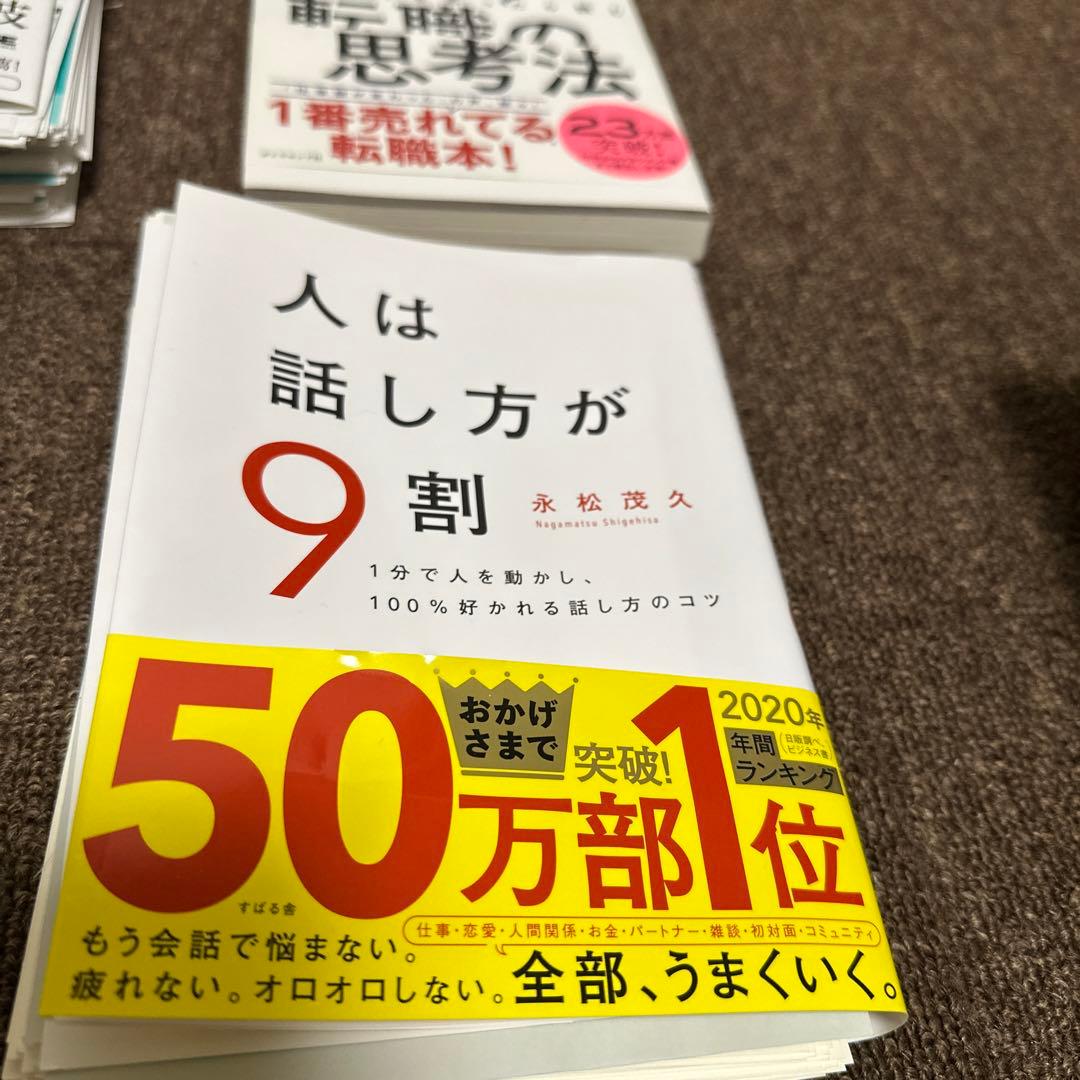 転職の
思考法
1番売れてる
転職本！
23
突破！
人は
話し方が
9割
永松茂久
Nagamatsu Shigehisa
1分で人を動かし、
100％好かれる話し方のコツ
おかげ
さまで
50万部
突破！
2020年
年間
ランキング
（日販調べ、
ビジネス書）
1位
すばる舎
仕事・恋愛・人間関係・お金・パートナー・雑談・初対面・コミュニティ
もう会話で悩まない。
疲れない。オロオロしない。全部、うまくいく。